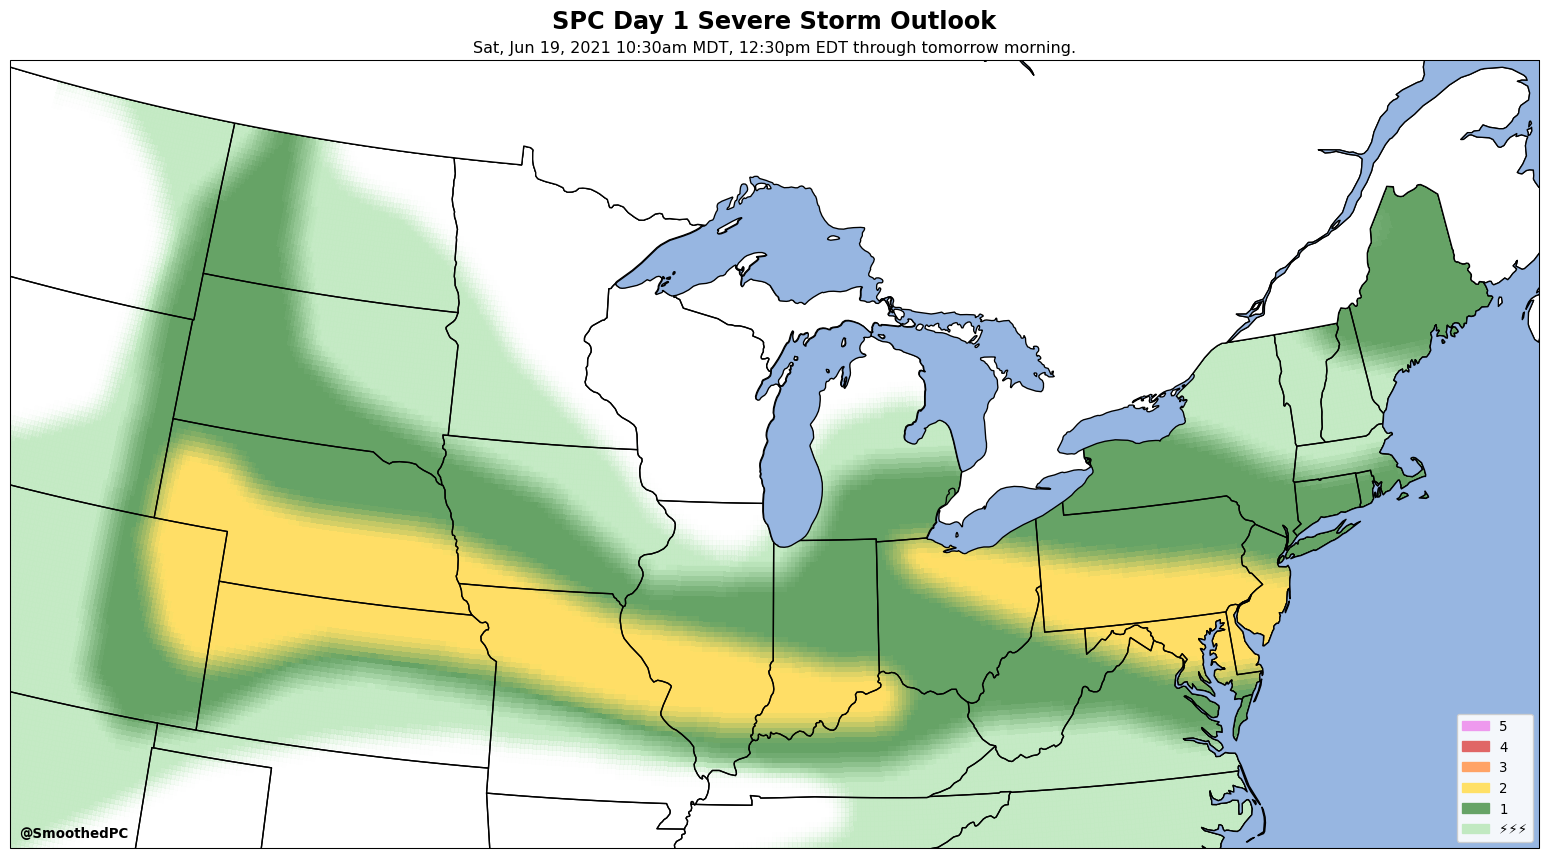 SPC Day 1 Severe Storm Outlook
Sat, Jun 19, 2021 10:30am MDT, 12:30pm EDT through tomorrow morning.
5
4
3
2
1
⚡⚡⚡
@SmoothedPC